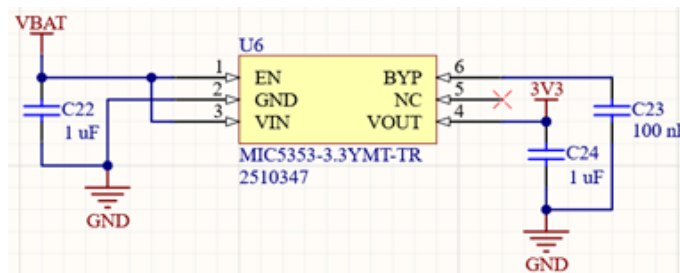 VBAT
U6
1 EN BYP 6
2 GND NC 5
3 VIN VOUT 4
3V3
C22
1 uF
C23
100 n
C24
1 uF
MIC5353-3.3YMT-TR
2510347
GND
GND